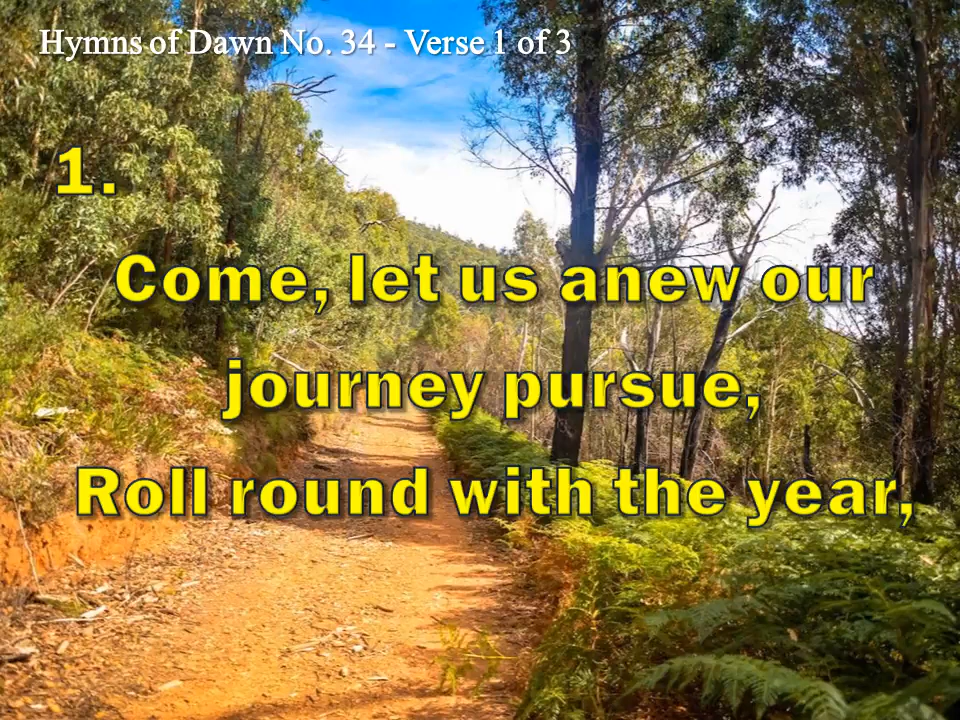 Hymns of Dawn No. 34 - Verse 1 of 3
1.
Come, let us anew our
journey pursue,
Roll round with the year,